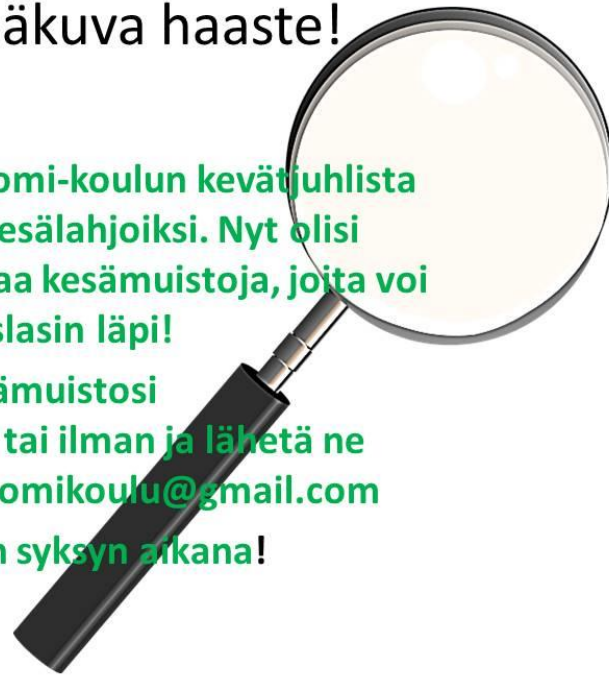 äkuva haaste!
omi-koulun kevätjuhlista
esälahjoiksi. Nyt olisi
aa kesämuistoja, joita voi
slasin läpi!
ämuistosi
tai ilman ja lähetä ne
omikoulu@gmail.com
n syksyn aikana!